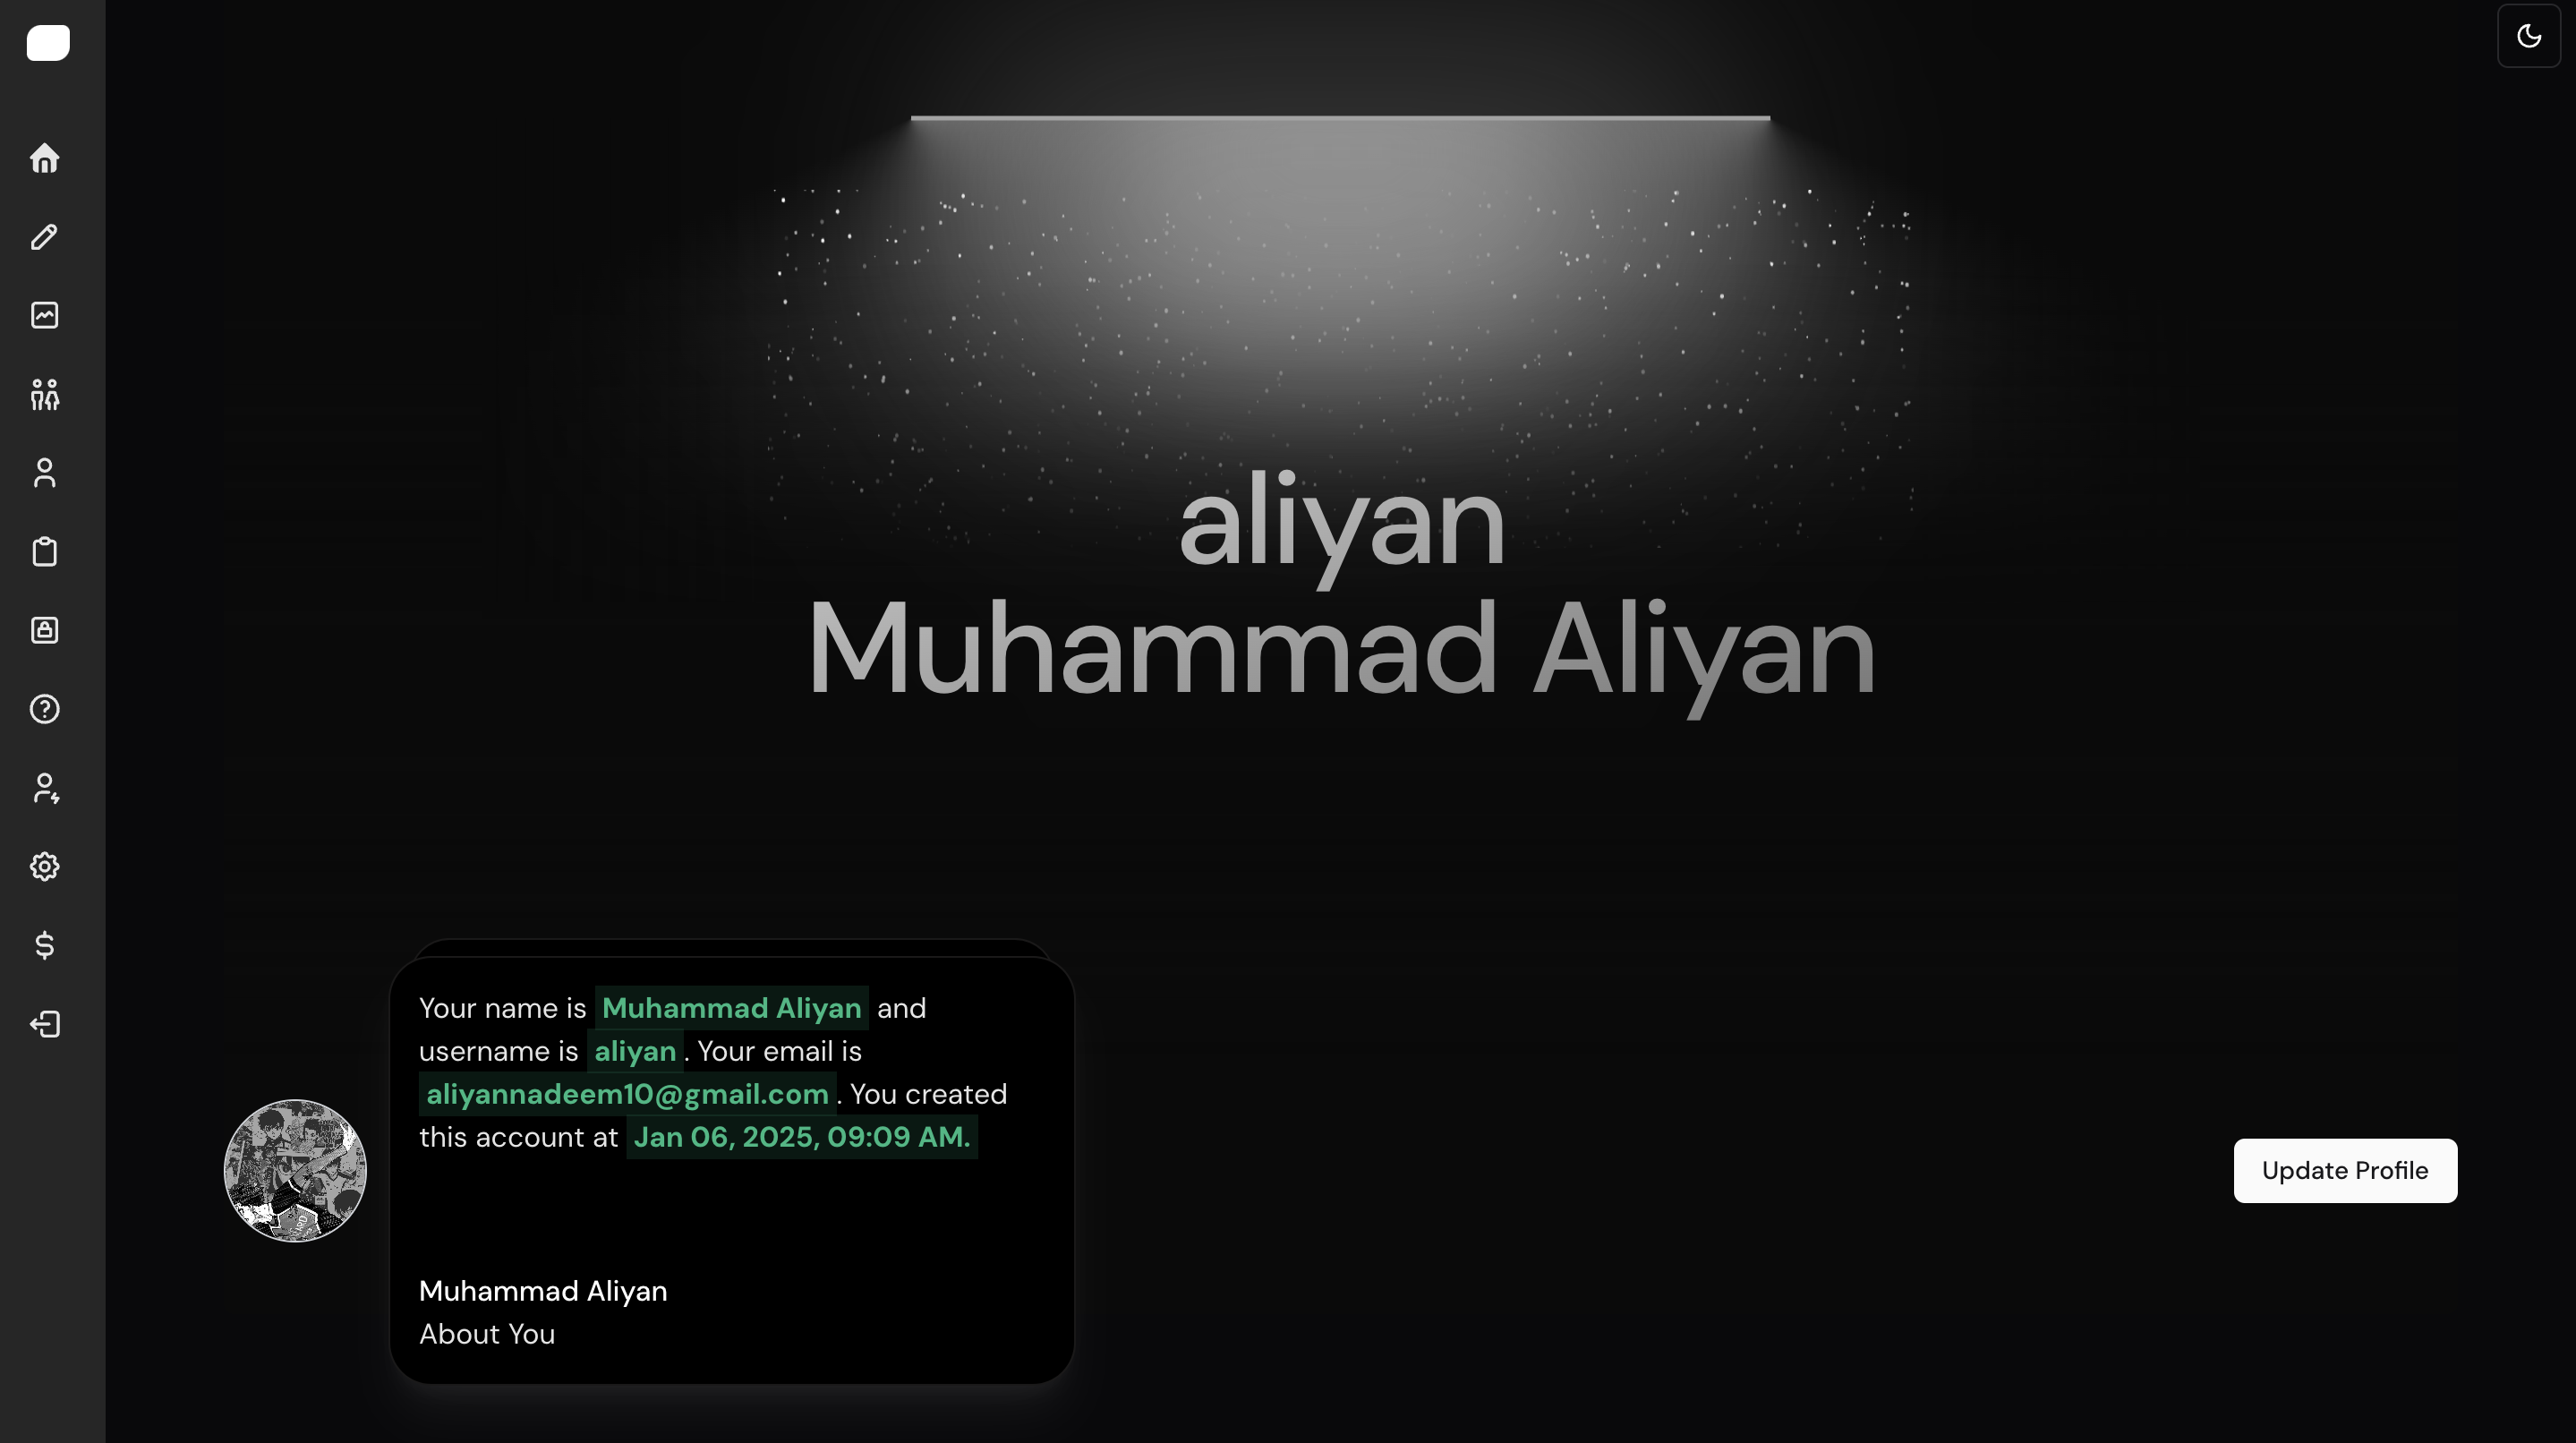 aliyan
Muhammad Aliyan
Your name is Muhammad Aliyan and
username is aliyan . Your email is
aliyannadeem10@gmail.com . You created
this account at Jan 06, 2025, 09:09 AM.
Muhammad Aliyan
About You
Update Profile